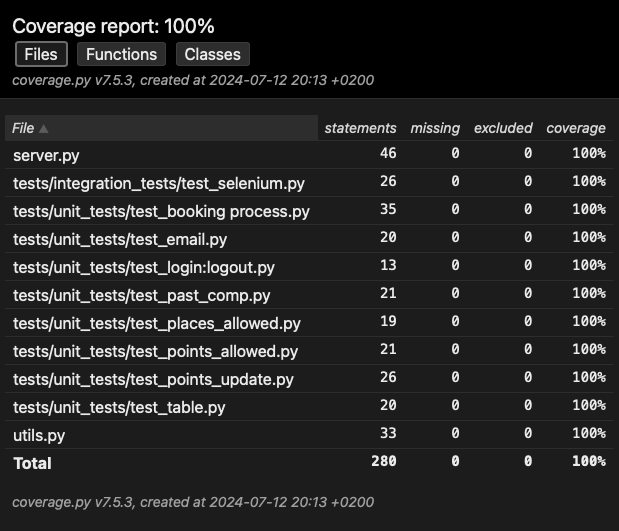 Coverage report: 100%
Files Functions Classes
coverage.py v7.5.3, created at 2024-07-12 20:13 +0200
File ▲ statements missing excluded coverage
server.py 46 0 0 100%
tests/integration_tests/test_selenium.py 26 0 0 100%
tests/unit_tests/test_booking process.py 35 0 0 100%
tests/unit_tests/test_email.py 20 0 0 100%
tests/unit_tests/test_login:logout.py 13 0 0 100%
tests/unit_tests/test_past_comp.py 21 0 0 100%
tests/unit_tests/test_places_allowed.py 19 0 0 100%
tests/unit_tests/test_points_allowed.py 21 0 0 100%
tests/unit_tests/test_points_update.py 26 0 0 100%
tests/unit_tests/test_table.py 20 0 0 100%
utils.py 33 0 0 100%
Total 280 0 0 100%
coverage.py v7.5.3, created at 2024-07-12 20:13 +0200